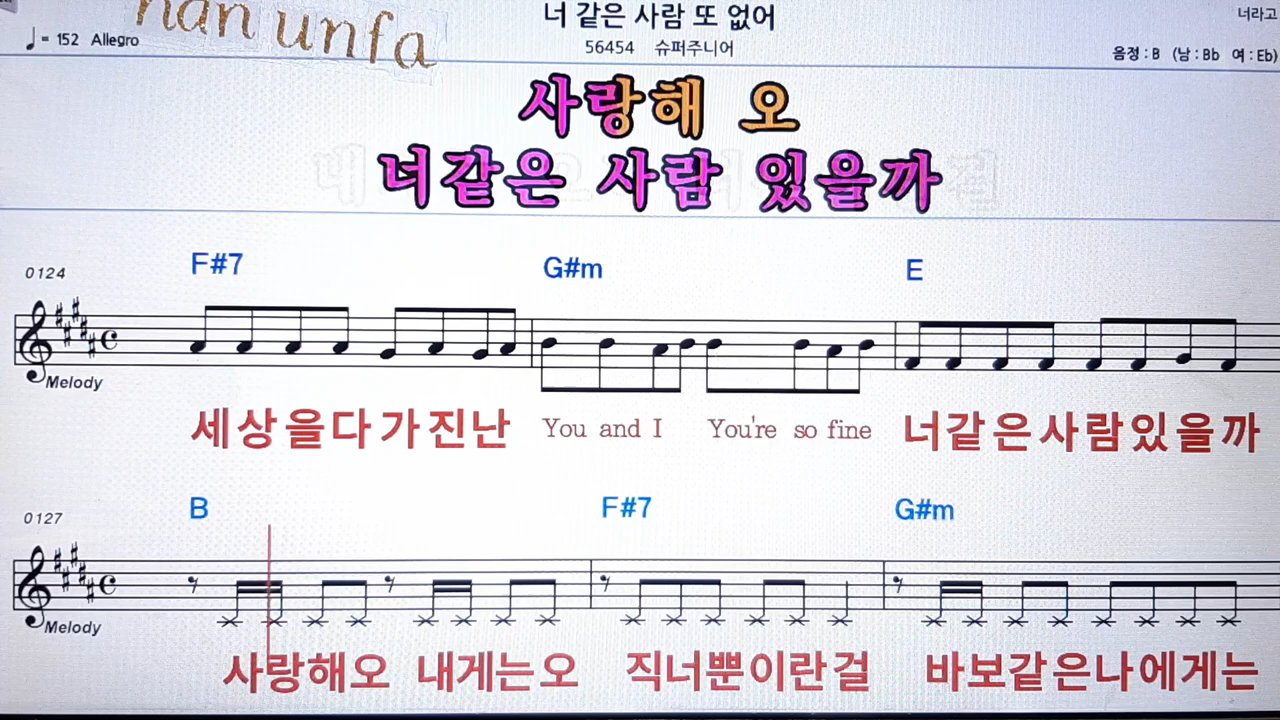 nan unfa
너 같은 사람 또 없어
너라고
♩= 152 Allegro
56454 슈퍼주니어
음정 : B (남 : Bb 여 : Eb)
사랑해 오
너같은 사람 있을까
0124
F#7 G#m E
Melody
세상을다가진난 You and I You're so fine 너같은사람있을까
0127
B F#7 G#m
Melody
사랑해오 내게는오 직너뿐이란걸 바보같은나에게는